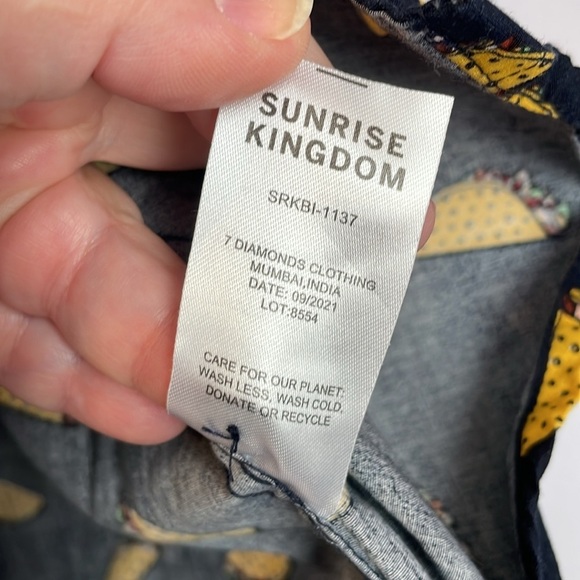 SUNRISE
KINGDOM
SRKBI-1137
7 DIAMONDS CLOTHING
MUMBAI,INDIA
DATE: 09/2021
LOT:8554
CARE FOR OUR PLANET:
WASH LESS, WASH COLD,
DONATE OR RECYCLE